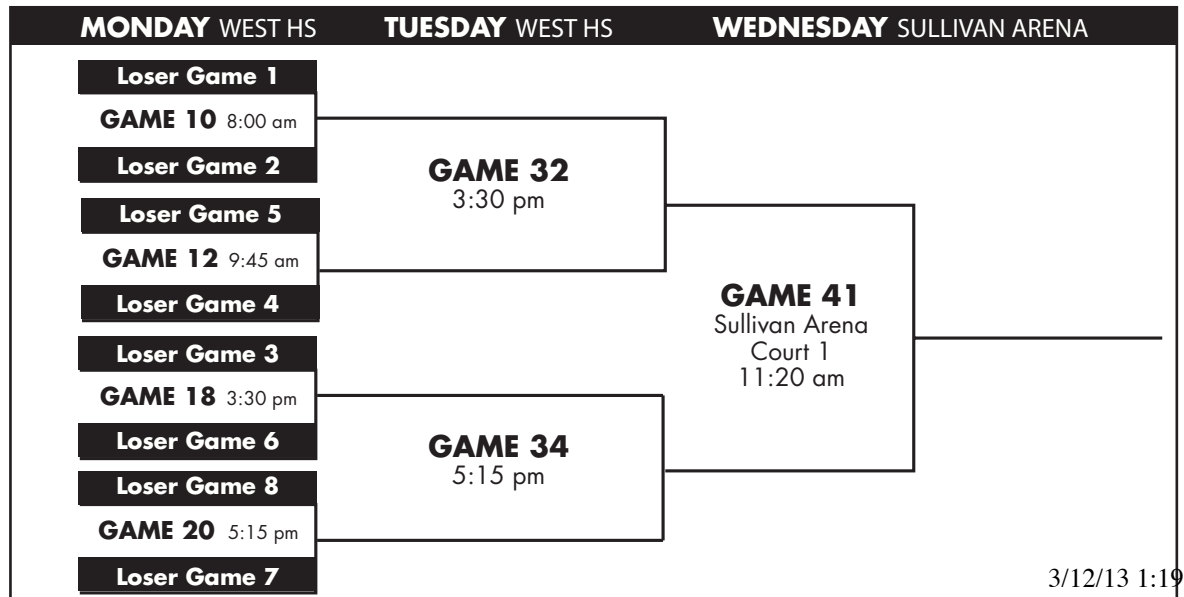 MONDAY WEST HS TUESDAY WEST HS WEDNESDAY SULLIVAN ARENA
Loser Game 1
GAME 10 8:00 am
Loser Game 2
Loser Game 5
GAME 12 9:45 am
Loser Game 4
Loser Game 3
GAME 18 3:30 pm
Loser Game 6
Loser Game 8
GAME 20 5:15 pm
Loser Game 7
GAME 32
3:30 pm
GAME 34
5:15 pm
GAME 41
Sullivan Arena
Court 1
11:20 am
3/12/13 1:19